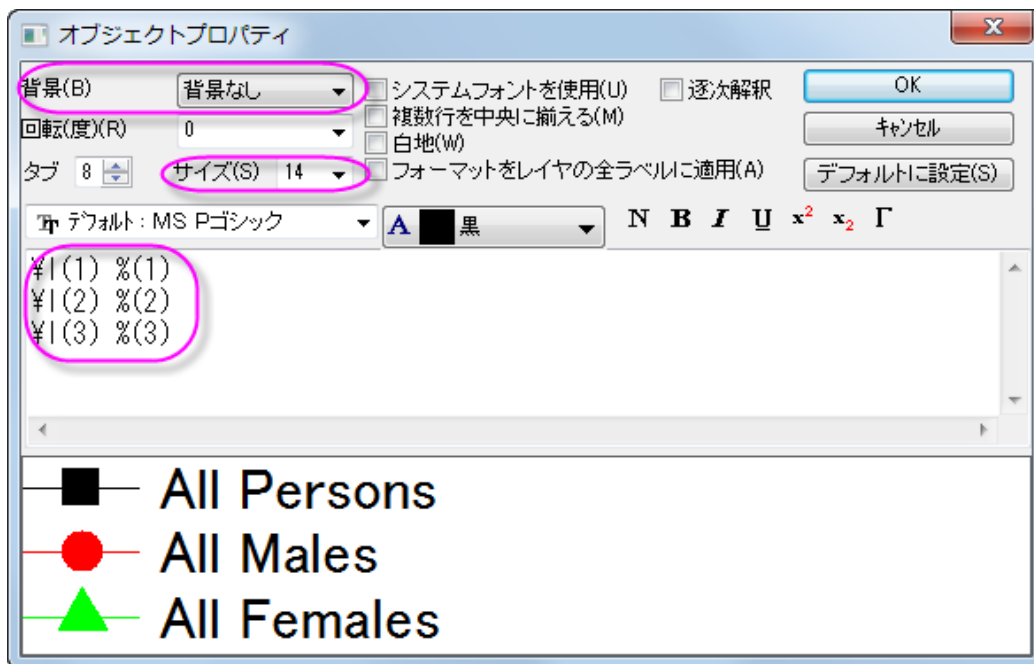 オブジェクトプロパティ
背景(B) 背景なし システムフォントを使用(U) 逐次解釈 OK
複数行を中央に揃える(M)
回転(度)(R) 0 キャンセル
白地(W)
タブ 8 サイズ(S) 14 フォーマットをレイヤの全ラベルに適用(A) デフォルトに設定(S)
Tr デフォルト : MS Pゴシック A 黒 N B I U x² x₂ Γ
¥l(1) %(1)
¥l(2) %(2)
¥l(3) %(3)
All Persons
All Males
All Females